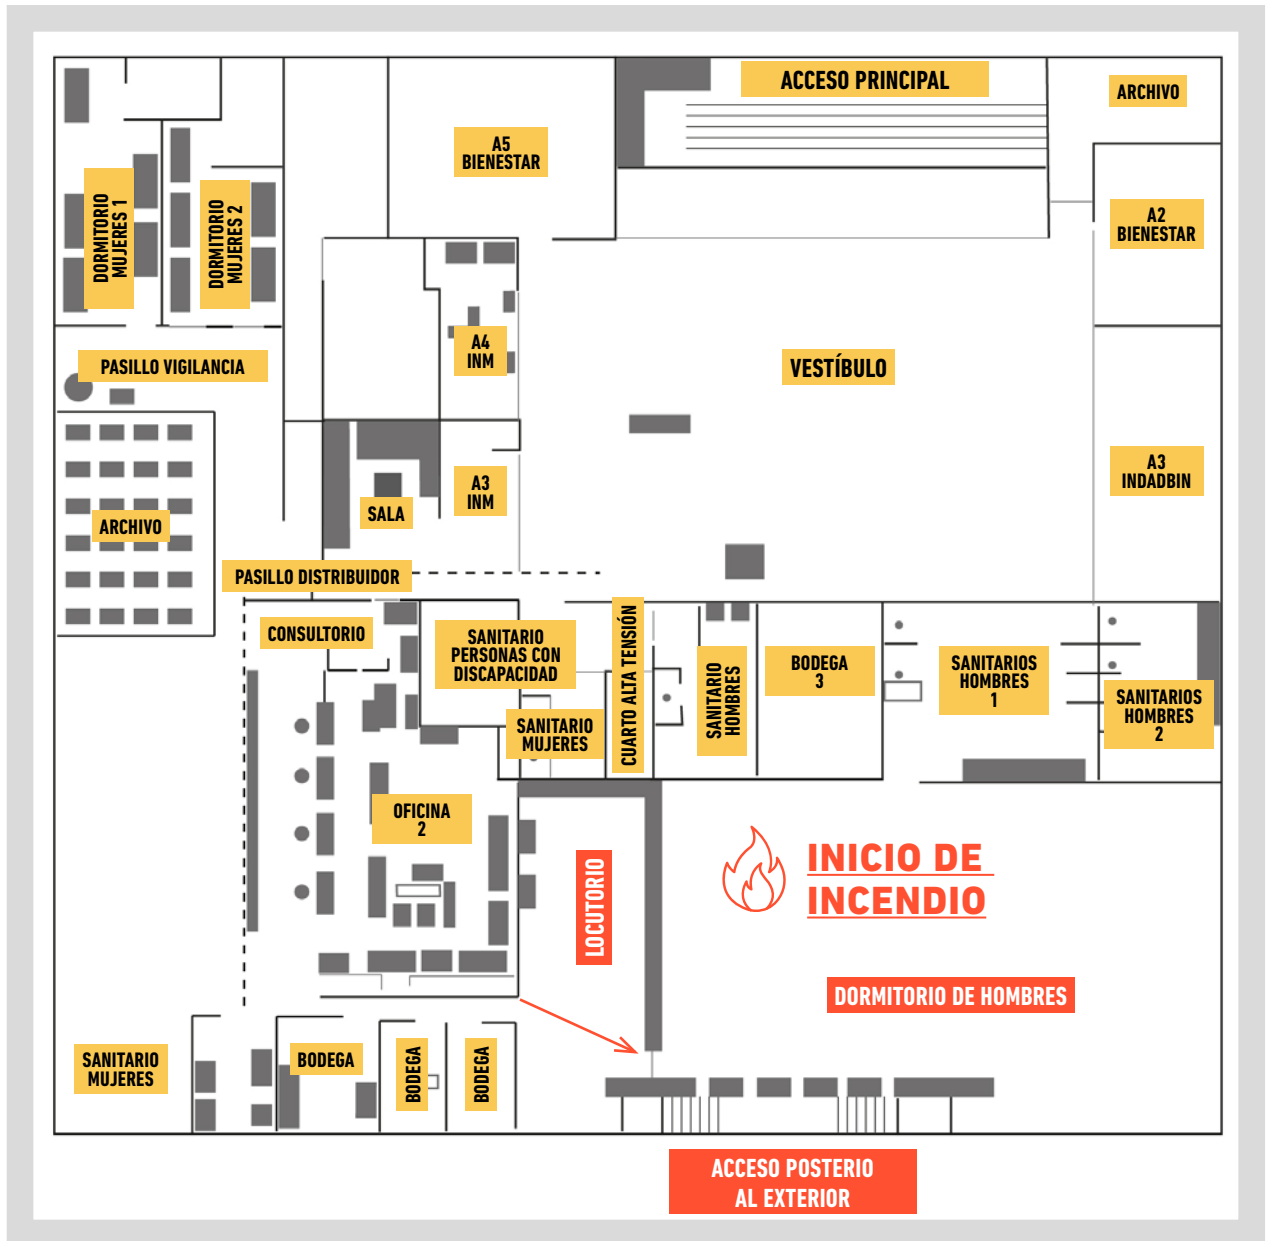 ACCESO PRINCIPAL
ARCHIVO
A5
BIENESTAR
DORMITORIO
MUJERES 1
DORMITORIO
MUJERES 2
A2
BIENESTAR
A4
INM
PASILLO VIGILANCIA
VESTÍBULO
A3
INM
A3
INDADBIN
SALA
ARCHIVO
PASILLO DISTRIBUIDOR
CONSULTORIO
SANITARIO
PERSONAS CON
DISCAPACIDAD
CUARTO ALTA TENSIÓN
SANITARIO
HOMBRES
BODEGA
3
SANITARIOS
HOMBRES
1
SANITARIOS
HOMBRES
2
SANITARIO
MUJERES
OFICINA
2
LOCUTORIO
INICIO DE
INCENDIO
DORMITORIO DE HOMBRES
SANITARIO
MUJERES
BODEGA
BODEGA
BODEGA
ACCESO POSTERIO
AL EXTERIOR